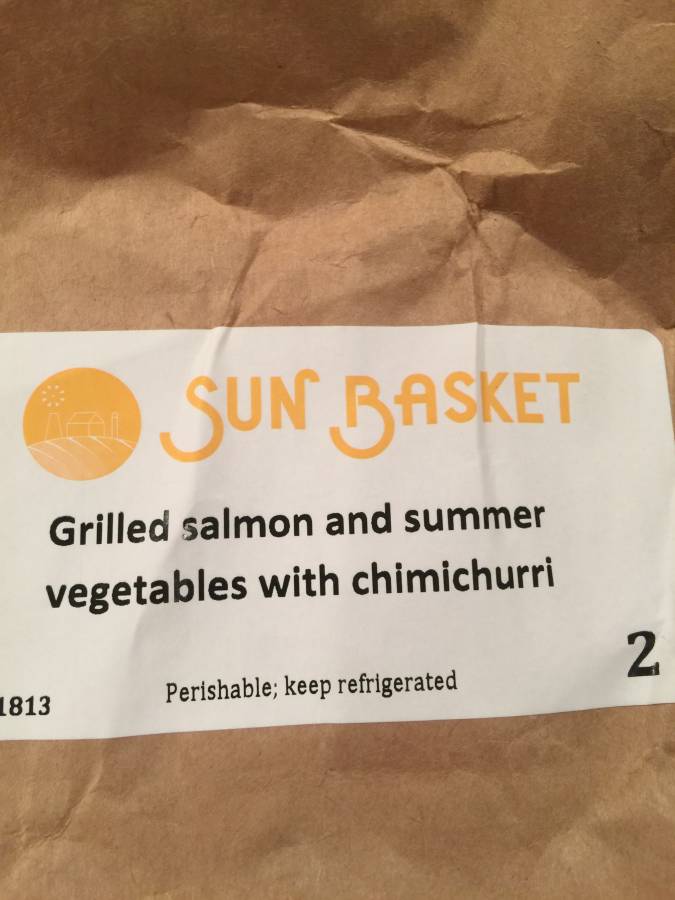 SUN BASKET
Grilled salmon and summer
vegetables with chimichurri
2
1813
Perishable; keep refrigerated